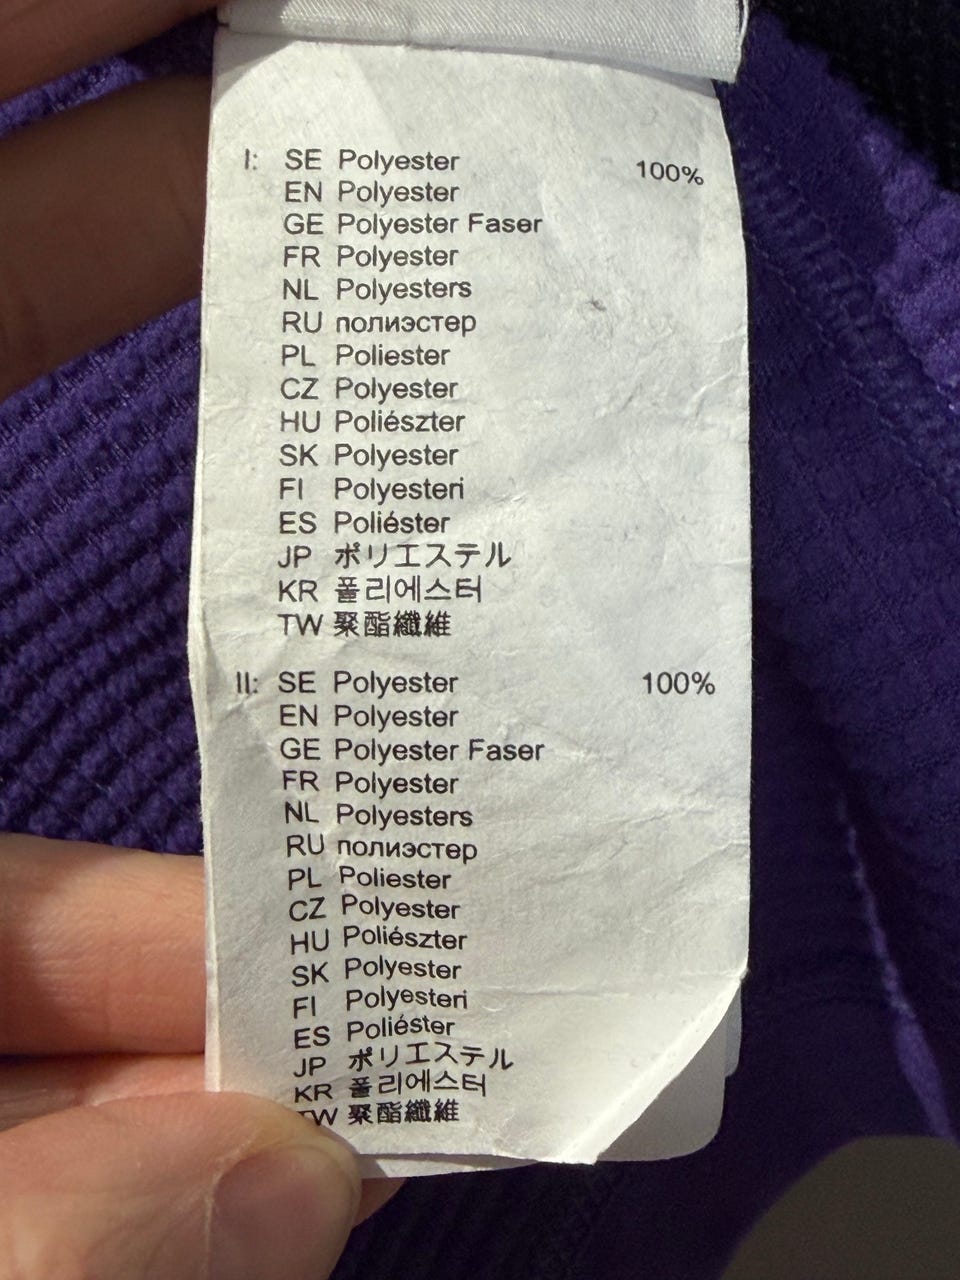 I: SE Polyester 100%
EN Polyester
GE Polyester Faser
FR Polyester
NL Polyesters
RU полиэстер
PL Poliester
CZ Polyester
HU Poliészter
SK Polyester
FI Polyesteri
ES Poliéster
JP ポリエステル
KR 폴리에스터
TW 聚酯纖維
II: SE Polyester 100%
EN Polyester
GE Polyester Faser
FR Polyester
NL Polyesters
RU полиэстер
PL Poliester
CZ Polyester
HU Poliészter
SK Polyester
FI Polyesteri
ES Poliéster
JP ポリエステル
KR 폴리에스터
TW 聚酯纖維